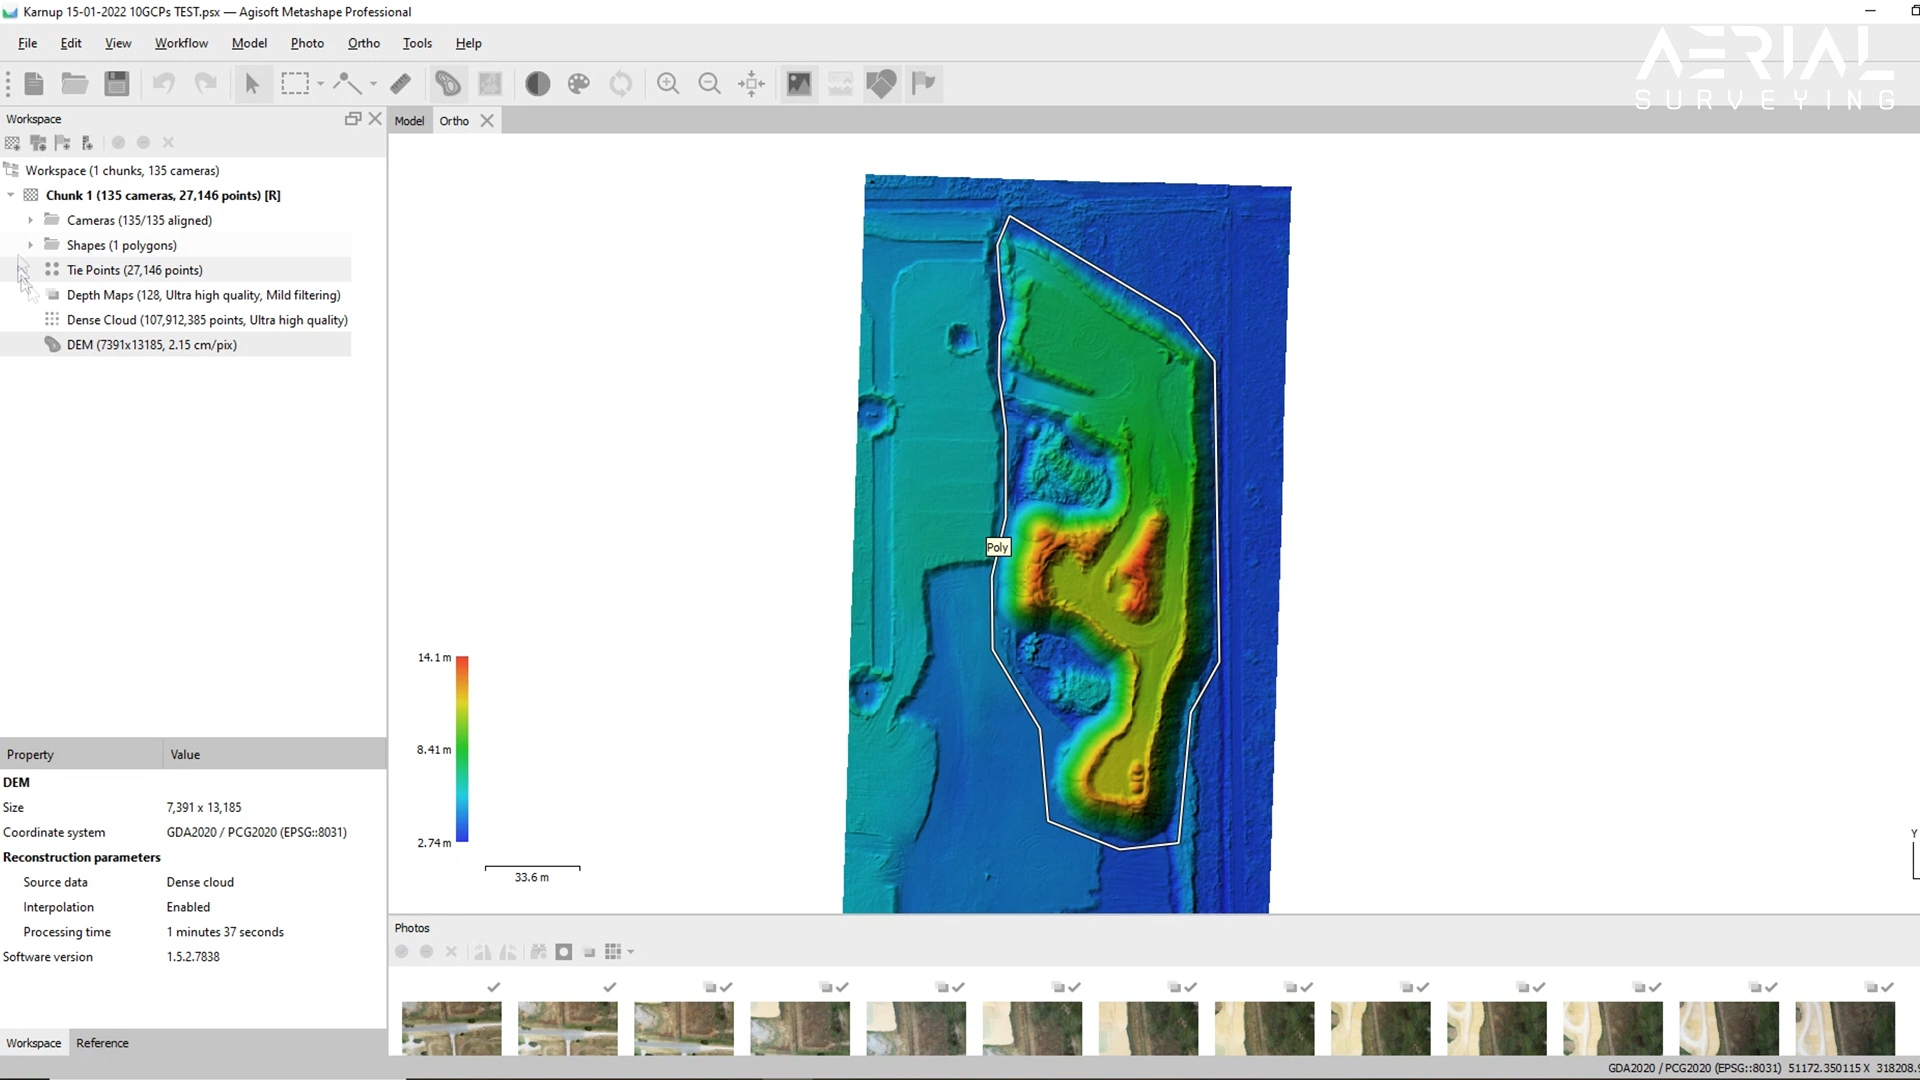 Karnup 15-01-2022 10GCPs TEST.psx — Agisoft Metashape Professional
File Edit View Workflow Model Photo Ortho Tools Help
AERIAL
SURVEYING
Workspace
Model Ortho
Workspace (1 chunks, 135 cameras)
Chunk 1 (135 cameras, 27,146 points) [R]
Cameras (135/135 aligned)
Shapes (1 polygons)
Tie Points (27,146 points)
Depth Maps (128, Ultra high quality, Mild filtering)
Dense Cloud (107,912,385 points, Ultra high quality)
DEM (7391x13185, 2.15 cm/pix)
Poly
14.1 m
8.41 m
2.74 m
33.6 m
Property Value
DEM
Size 7,391 x 13,185
Coordinate system GDA2020 / PCG2020 (EPSG::8031)
Reconstruction parameters
Source data Dense cloud
Interpolation Enabled
Processing time 1 minutes 37 seconds
Software version 1.5.2.7838
Y
Photos
Workspace Reference
GDA2020 / PCG2020 (EPSG::8031) 51172.350115 X 318208.